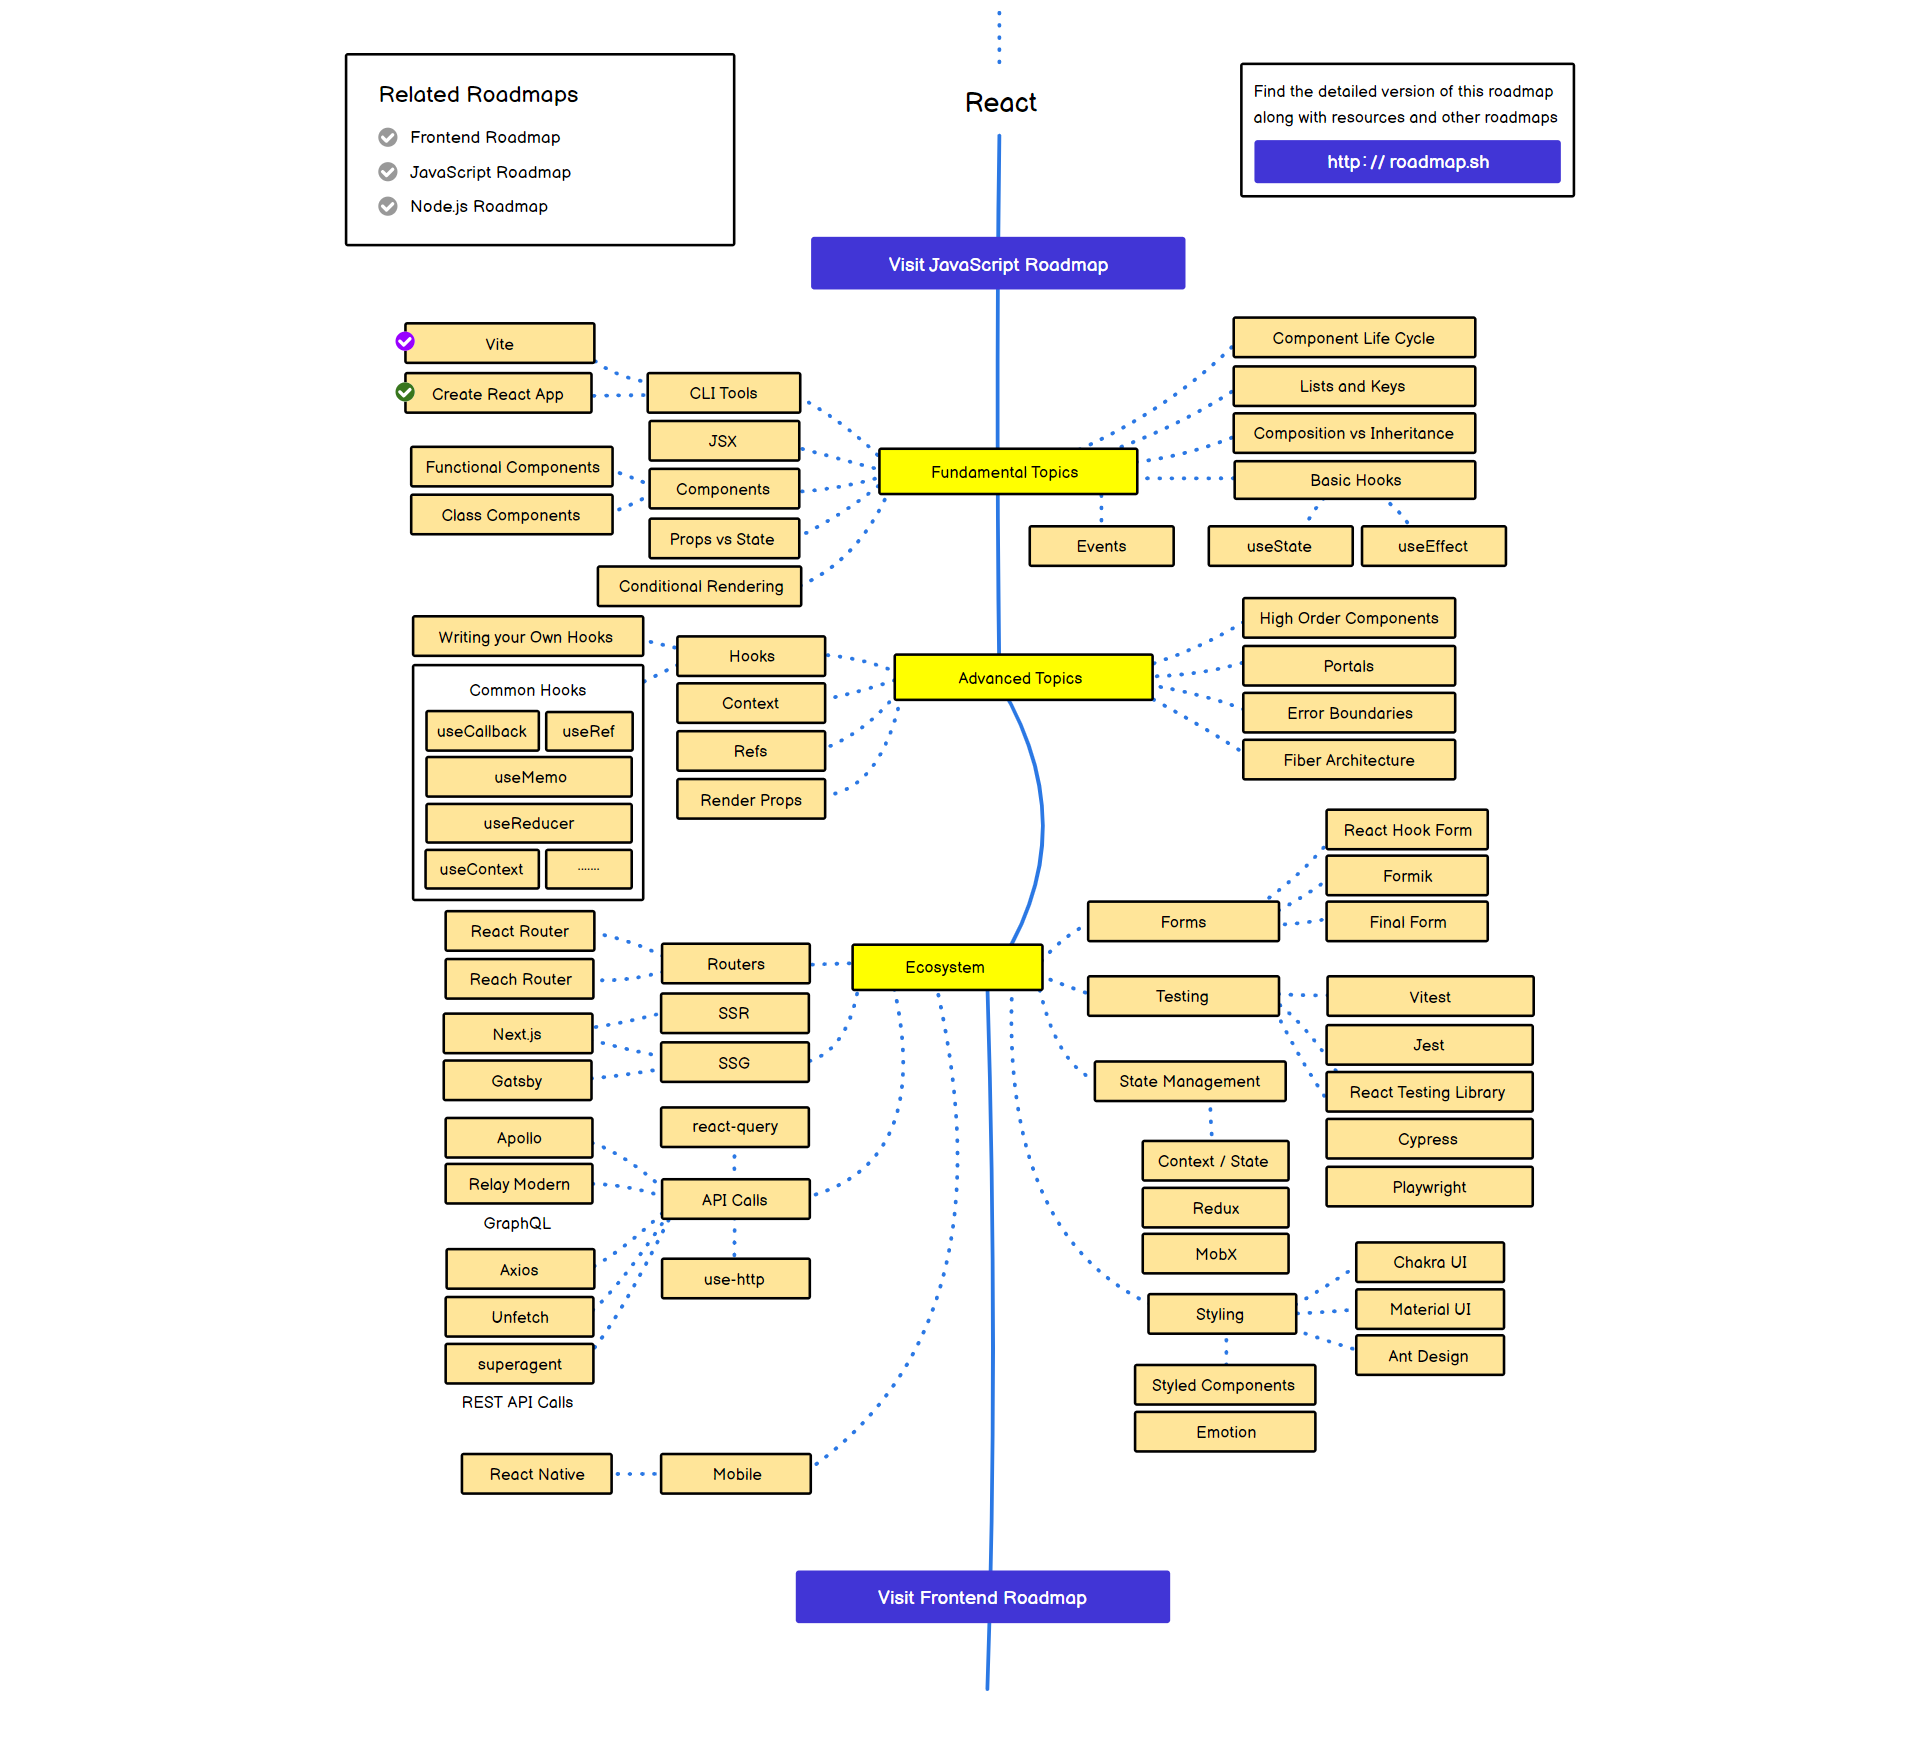 React
Related Roadmaps
Frontend Roadmap
JavaScript Roadmap
Node.js Roadmap
Find the detailed version of this roadmap
along with resources and other roadmaps
http://roadmap.sh
Visit JavaScript Roadmap
Vite
Create React App
CLI Tools
JSX
Functional Components
Class Components
Components
Props vs State
Conditional Rendering
Fundamental Topics
Component Life Cycle
Lists and Keys
Composition vs Inheritance
Basic Hooks
Events
useState
useEffect
Writing your Own Hooks
Common Hooks
useCallback
useRef
useMemo
useReducer
useContext
.......
Hooks
Context
Refs
Render Props
Advanced Topics
High Order Components
Portals
Error Boundaries
Fiber Architecture
React Router
Reach Router
Routers
Next.js
Gatsby
SSR
SSG
Ecosystem
Forms
React Hook Form
Formik
Final Form
Testing
Vitest
Jest
React Testing Library
Cypress
Playwright
State Management
Context / State
Redux
MobX
react-query
Apollo
Relay Modern
GraphQL
API Calls
Axios
Unfetch
superagent
REST API Calls
use-http
Styling
Chakra UI
Material UI
Ant Design
Styled Components
Emotion
React Native
Mobile
Visit Frontend Roadmap